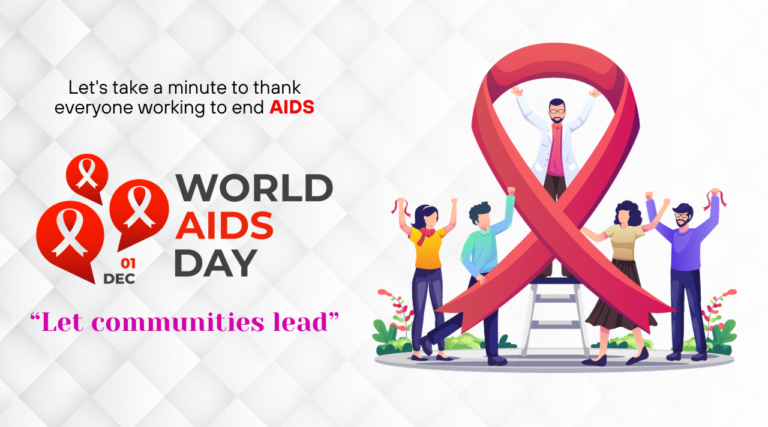 Let's take a minute to thank
everyone working to end AIDS
WORLD
AIDS
DAY
01
DEC
“Let communities lead”